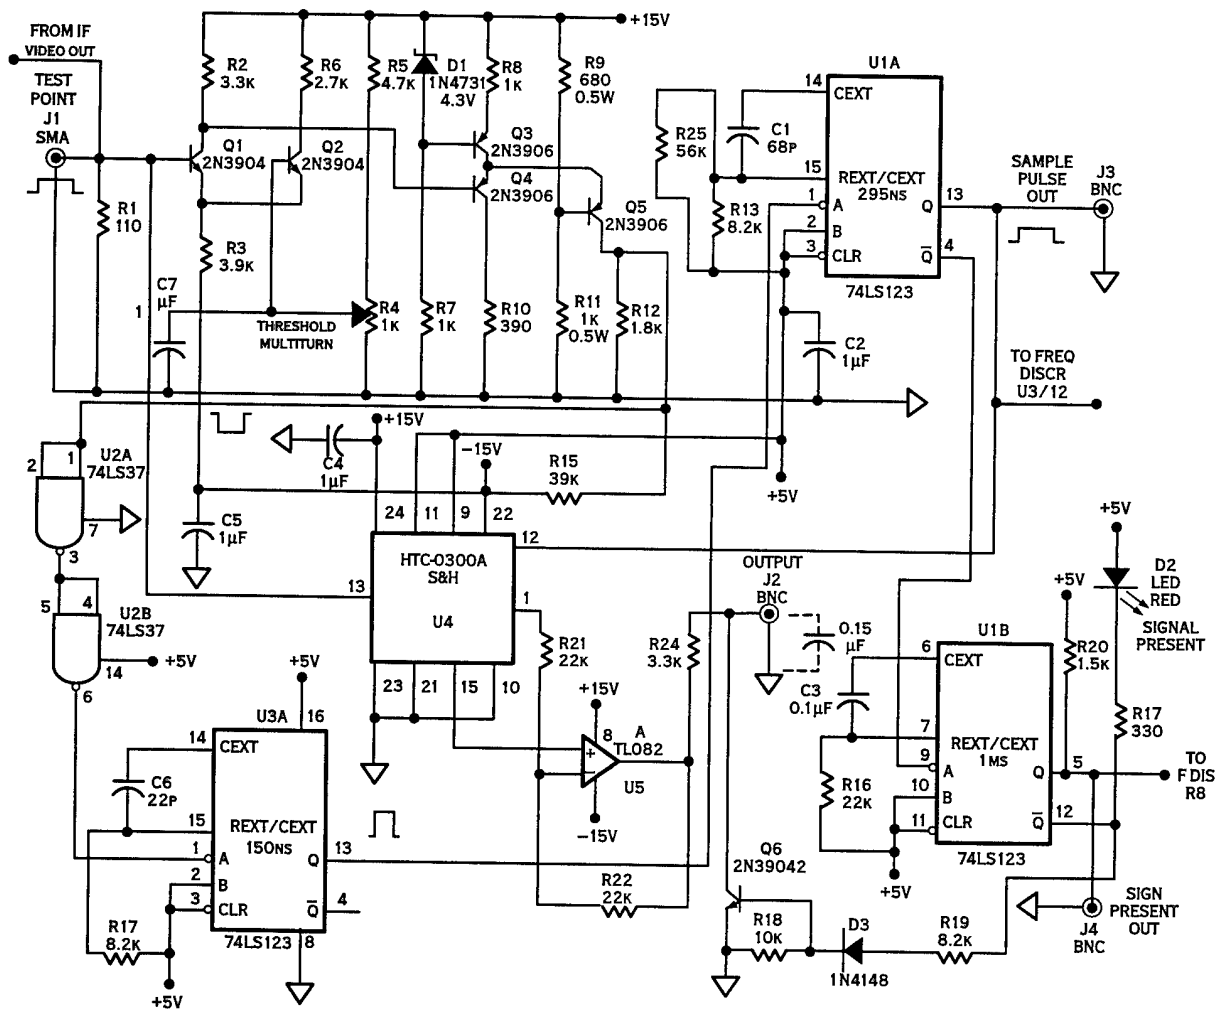 FROM IF
VIDEO OUT
TEST
POINT
J1
SMA
R1
110
R2
3.3K
R6
2.7K
R5
4.7K
D1
1N4731
4.3V
R8
1K
R9
680
0.5W
+15V
Q1
2N3904
Q2
2N3904
Q3
2N3906
Q4
2N3906
Q5
2N3906
R3
3.9K
C7
µF
1
THRESHOLD
MULTITURN
R4
1K
R7
1K
R10
390
R11
1K
0.5W
R12
1.8K
R25
56K
C1
68P
R13
8.2K
U1A
14
CEXT
15
REXT/CEXT
295NS
1
A
2
B
3
CLR
Q
13
Q
4
74LS123
SAMPLE
PULSE
OUT
J3
BNC
C2
1µF
TO FREQ
DISCR
U3/12
+5V
U2A
74LS37
2
1
7
3
U2B
74LS37
5
4
+5V
14
6
C4
1µF
+15V
-15V
R15
39K
C5
1µF
24
11
9
22
12
HTC-0300A
S&H
U4
13
1
23
21
15
10
R21
22K
R24
3.3K
OUTPUT
J2
BNC
0.15
µF
+15V
8
A
TL082
U5
+
−
-15V
R22
22K
+5V
U3A
16
14
CEXT
C6
22P
15
REXT/CEXT
150NS
1
A
2
B
3
CLR
Q
13
Q
4
74LS123
8
R17
8.2K
+5V
Q6
2N39042
R18
10K
D3
1N4148
R19
8.2K
U1B
6
CEXT
C3
0.1µF
7
REXT/CEXT
1MS
9
A
10
B
11
CLR
Q
5
Q
12
74LS123
R16
22K
+5V
+5V
R20
1.5K
+5V
D2
LED
RED
SIGNAL
PRESENT
R17
330
TO
F DIS
R8
SIGN
PRESENT
OUT
J4
BNC